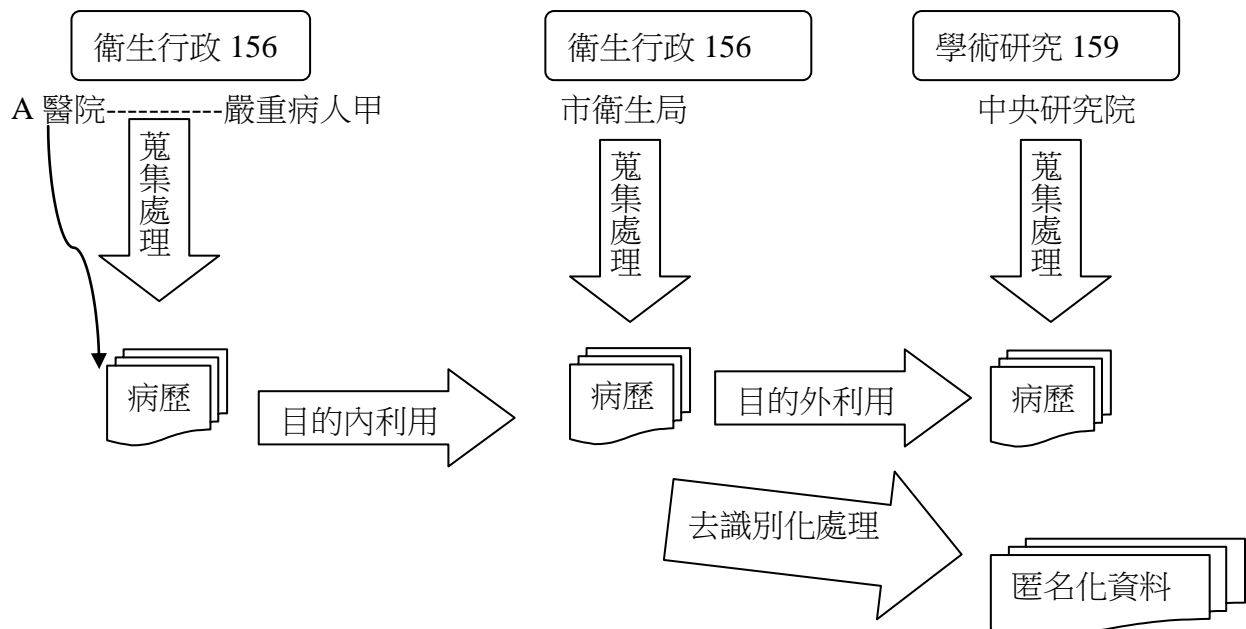 衛生行政 156
衛生行政 156
學術研究 159
A 醫院-----------嚴重病人甲
市衛生局
中央研究院
蒐集處理
蒐集處理
蒐集處理
病歷
目的內利用
病歷
目的外利用
病歷
去識別化處理
匿名化資料